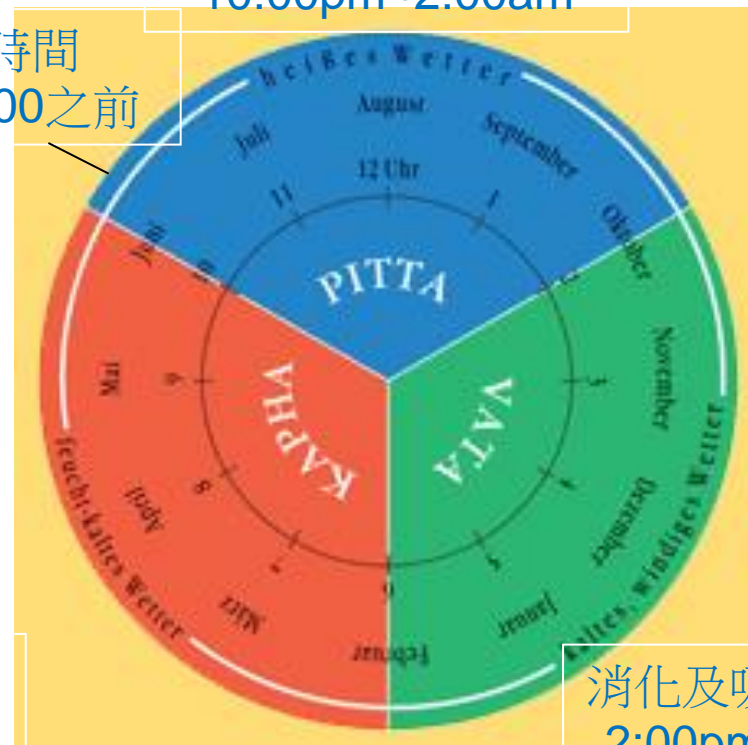 10:00pm~2:00am
時間
00之前
heißes Wetter
August
Juli
September
12 Uhr
11
1
Juni
Oktober
10
2
PITTA
Mai
9
3
November
KAPHA
VATA
8
4
April
Dezember
7
5
März
Januar
6
Februar
feucht-kaltes Wetter
kaltes, windiges Wetter
消化及吸
2:00pm